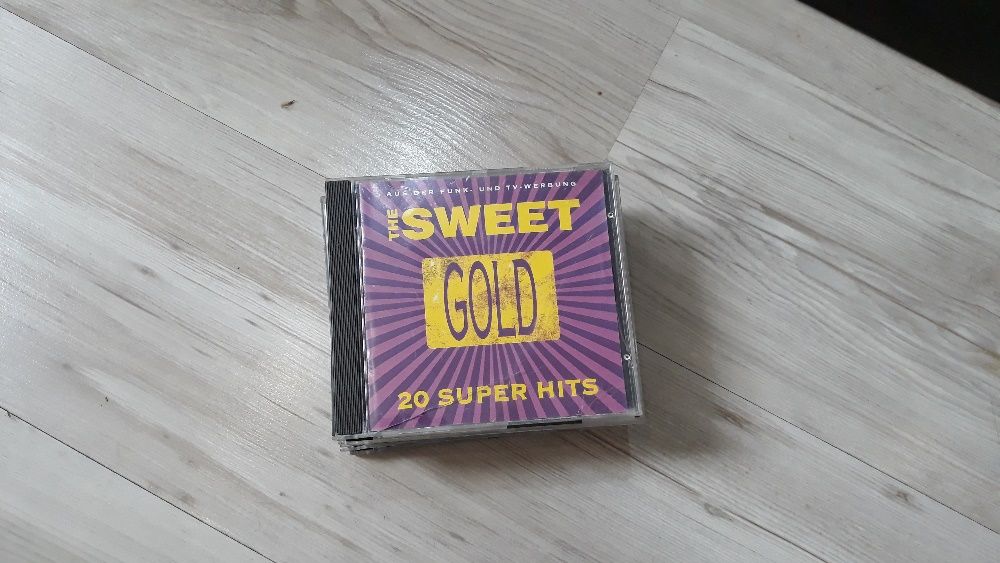 AUS DER FUNK- UND TV-WERBUNG
THE SWEET
GOLD
20 SUPER HITS